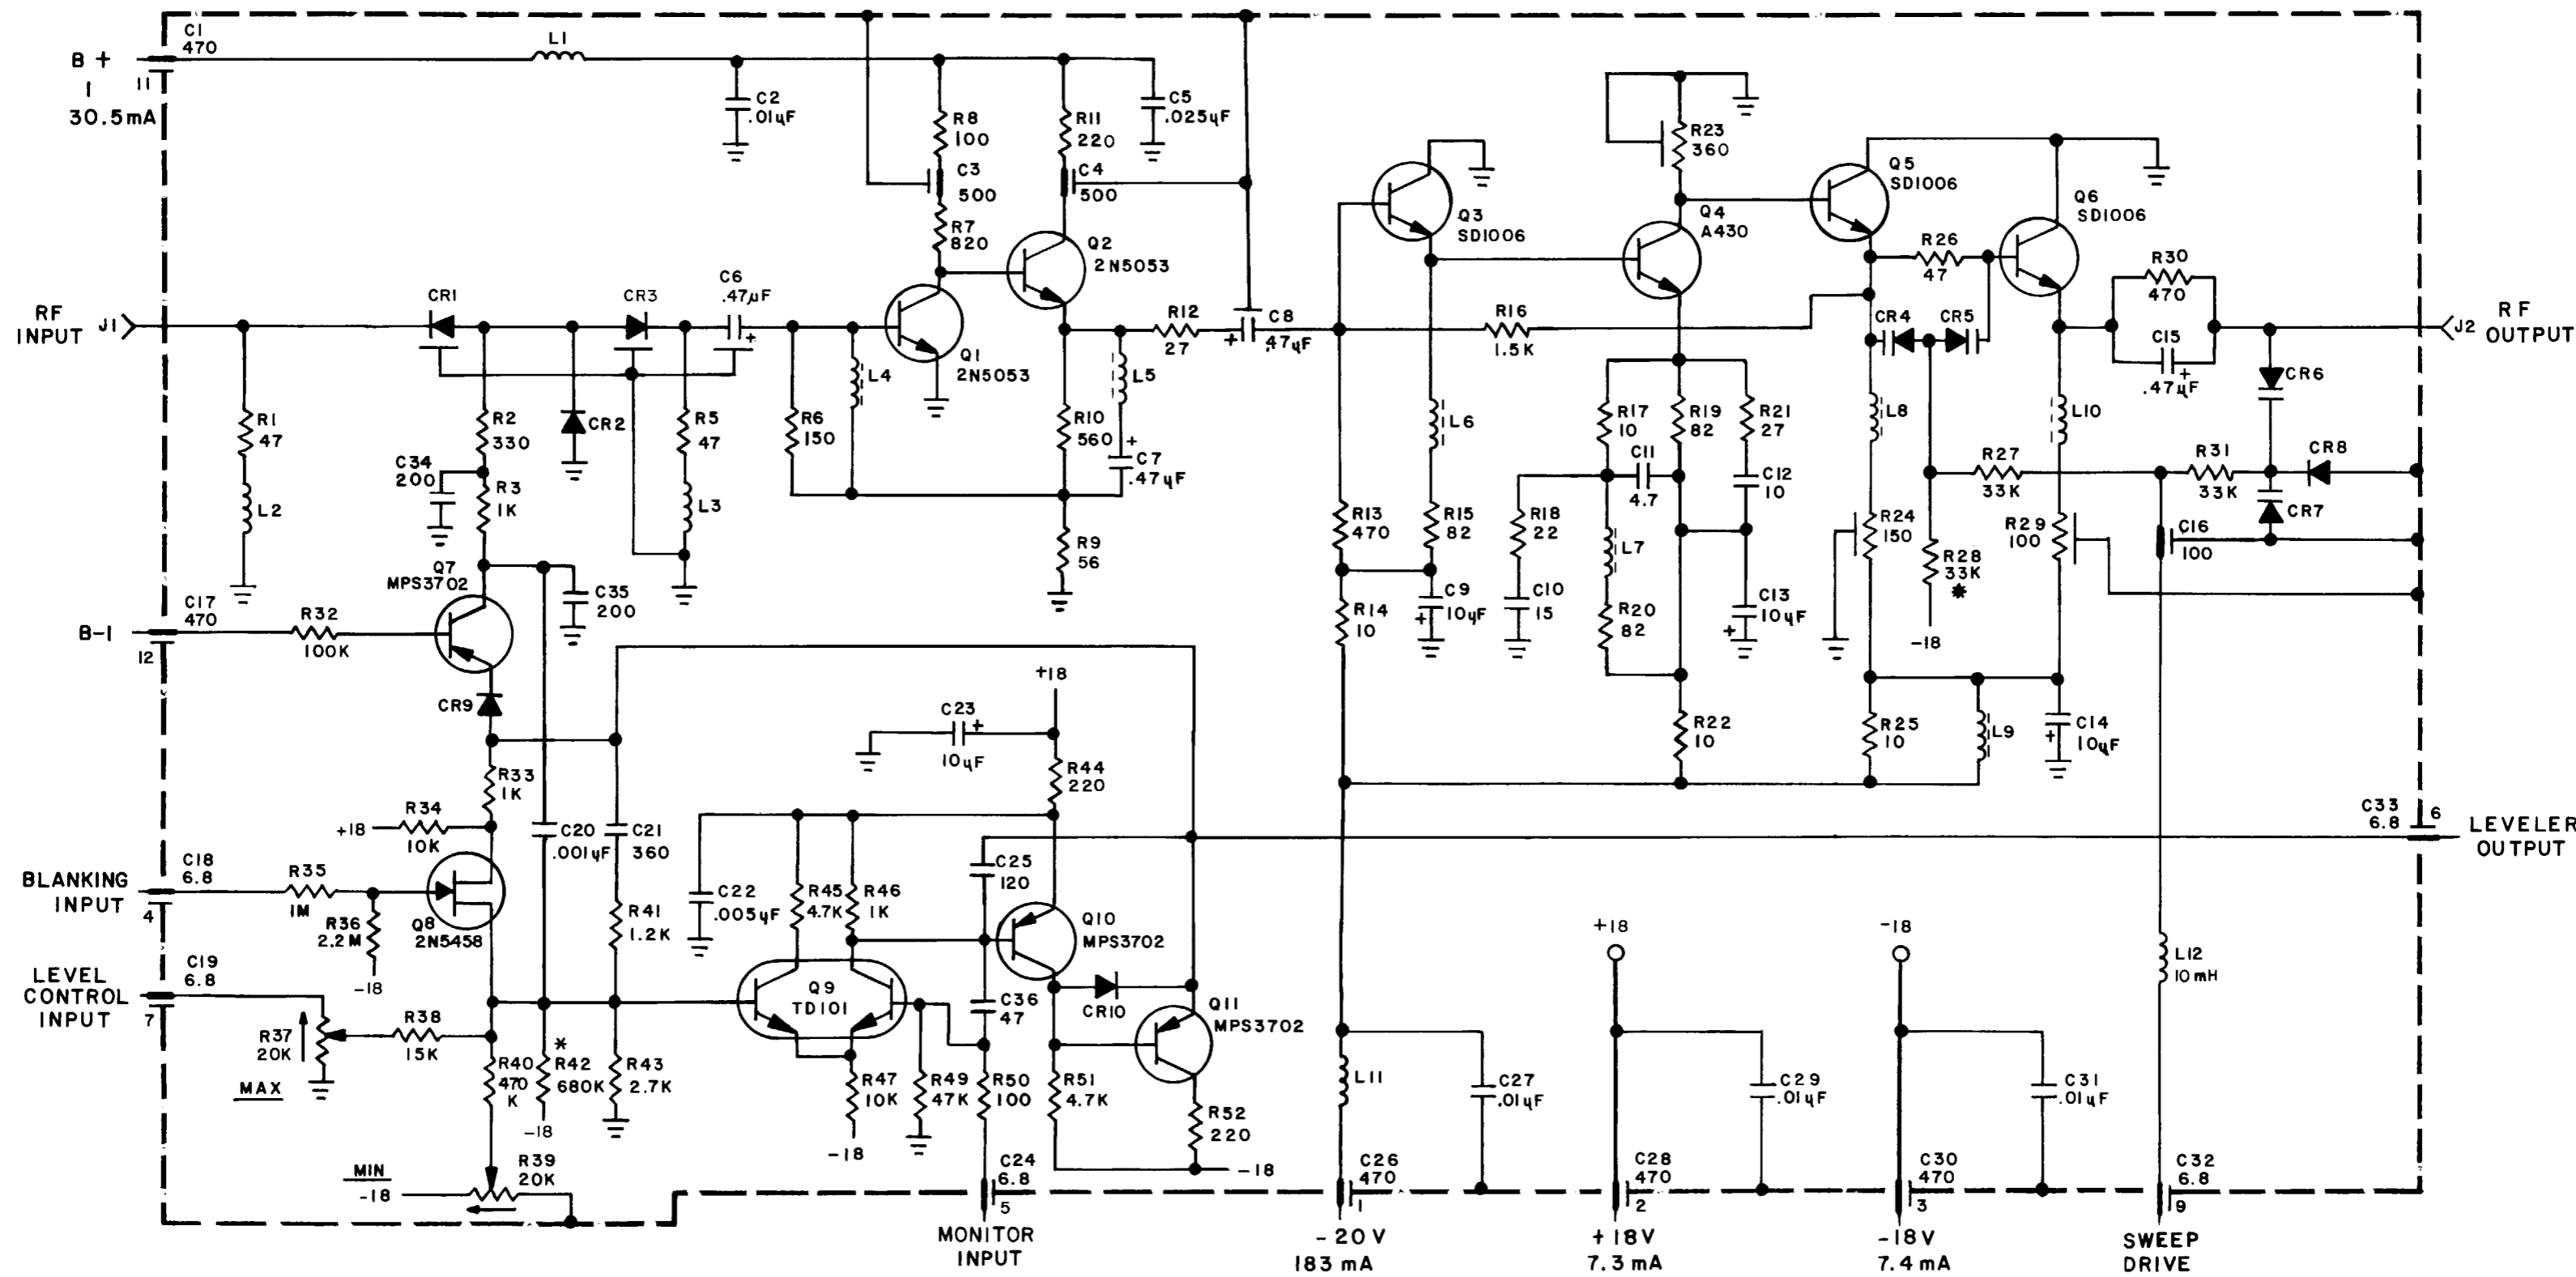 C1
470
B +
1
11
30.5mA
L1
C2
.01µF
R8
100
R11
220
C5
.025µF
C3
500
C4
500
R7
820
Q2
2N5053
R23
360
Q5
SD1006
Q3
SD1006
Q4
A430
Q6
SD1006
R26
47
R30
470
RF
INPUT
J1
CR1
CR3
C6
.47µF
Q1
2N5053
R12
27
C8
.47µF
R16
1.5K
CR4
CR5
C15
+
.47µF
J2
RF
OUTPUT
R1
47
L2
R2
330
CR2
R5
47
L3
R6
150
L4
R10
560
L5
+
C7
.47µF
C34
200
R3
1K
R9
56
L6
R17
10
R19
82
R21
27
C11
4.7
C12
10
L8
L10
CR6
R27
33K
R31
33K
CR8
CR7
R13
470
R15
82
R18
22
L7
R24
150
R28
33K
*
-18
R29
100
C16
100
Q7
MPS3702
C35
200
C17
470
B-1
12
R32
100K
R14
10
C9
10µF
+
C10
15
R20
82
C13
10µF
+
CR9
+18
C23
+
10µF
R44
220
R22
10
R25
10
L9
C14
10µF
+
R33
1K
R34
10K
+18
C20
.001µF
C21
360
C33
6.8
6
LEVELER
OUTPUT
BLANKING
INPUT
C18
6.8
4
R35
1M
R36
2.2M
-18
Q8
2N5458
R41
1.2K
C22
.005µF
R45
4.7K
R46
1K
C25
120
Q10
MPS3702
+18
-18
L12
10mH
LEVEL
CONTROL
INPUT
C19
6.8
7
R37
20K
MAX
R38
15K
R40
470
K
*
R42
680K
-18
R43
2.7K
Q9
TD101
C36
47
CR10
Q11
MPS3702
R47
10K
-18
R49
47K
R50
100
R51
4.7K
R52
220
-18
L11
C27
.01µF
C29
.01µF
C31
.01µF
MIN
-18
R39
20K
C24
6.8
5
C26
470
1
C28
470
2
C30
470
3
C32
6.8
9
MONITOR
INPUT
-20V
183 mA
+18V
7.3mA
-18V
7.4mA
SWEEP
DRIVE